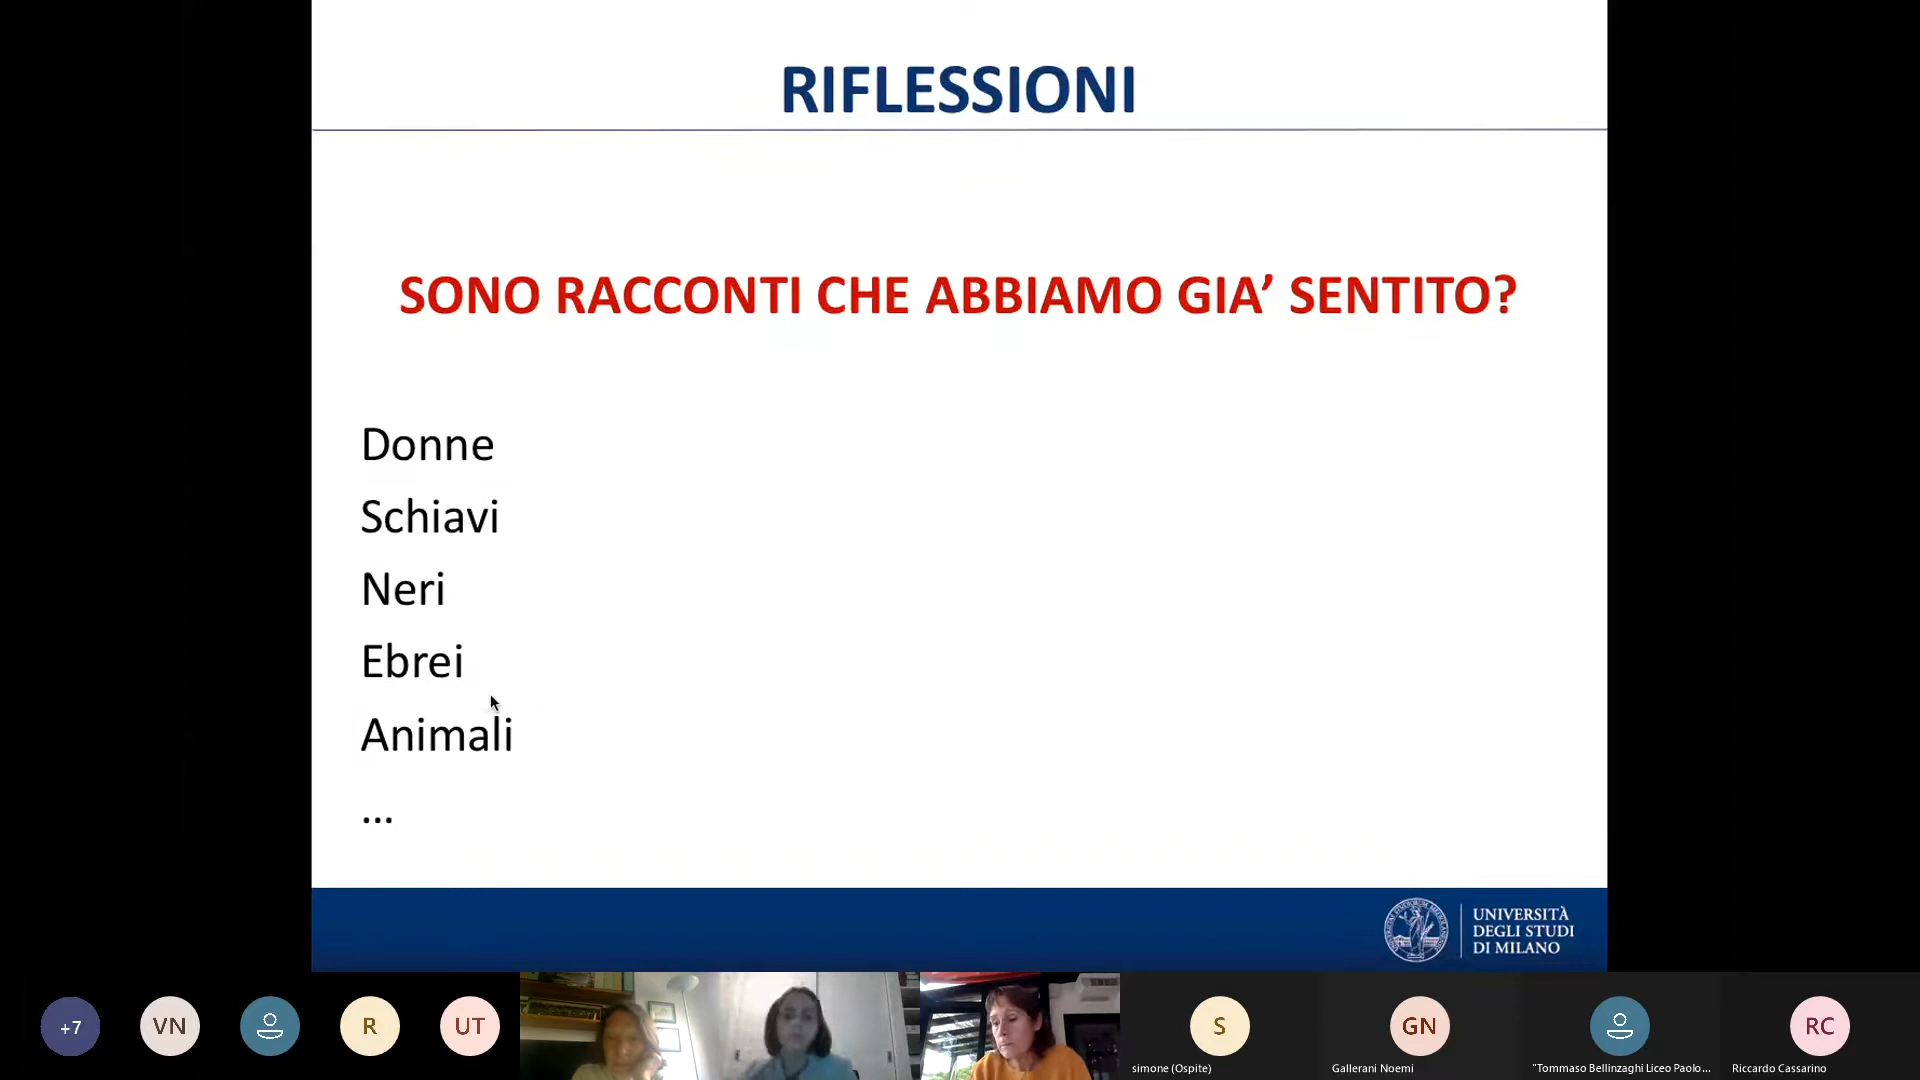 RIFLESSIONI
SONO RACCONTI CHE ABBIAMO GIA’ SENTITO?
Donne
Schiavi
Neri
Ebrei
Animali
...
UNIVERSITÀ
DEGLI STUDI
DI MILANO
+7
VN
R
UT
S
GN
RC
simone (Ospite)
Gallerani Noemi
"Tommaso Bellinzaghi Liceo Paolo...
Riccardo Cassarino